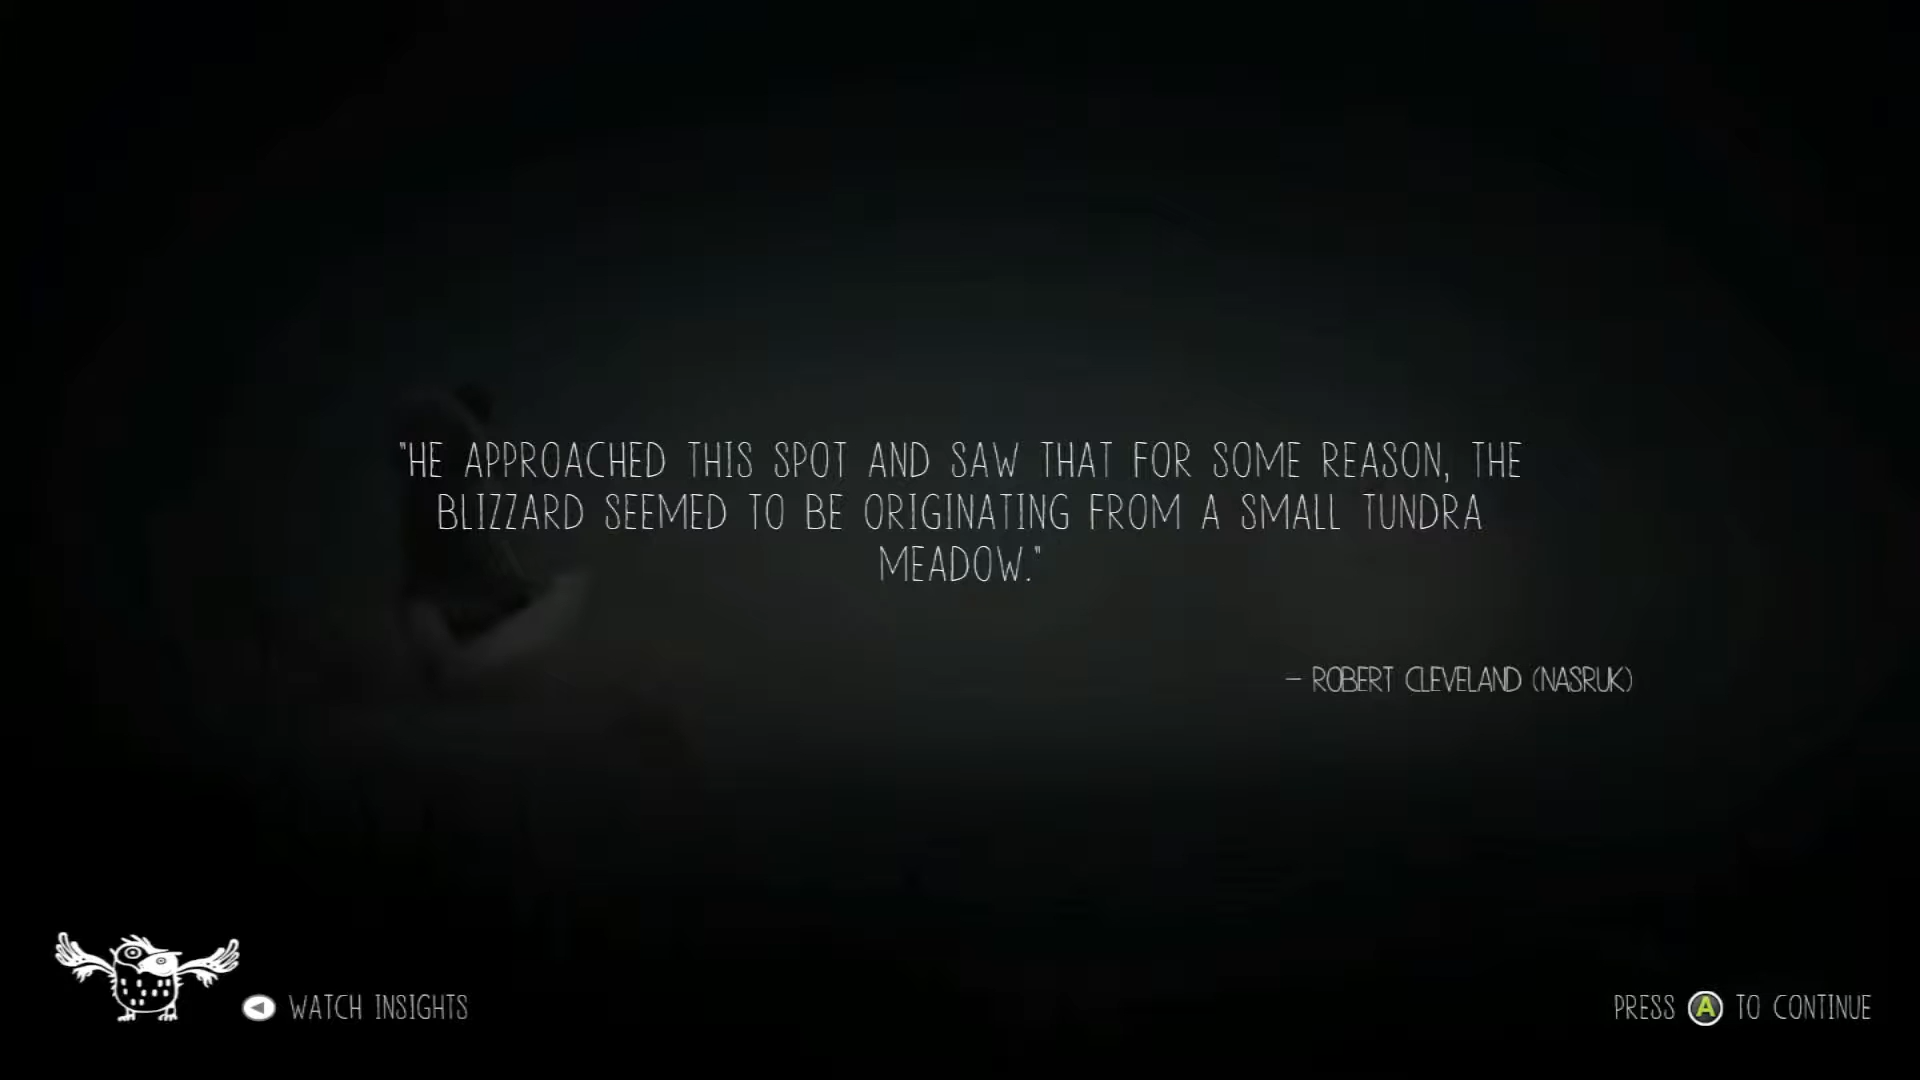 "HE APPROACHED THIS SPOT AND SAW THAT FOR SOME REASON, THE
BLIZZARD SEEMED TO BE ORIGINATING FROM A SMALL TUNDRA
MEADOW."
– ROBERT CLEVELAND (NASRUK)
WATCH INSIGHTS
PRESS A TO CONTINUE